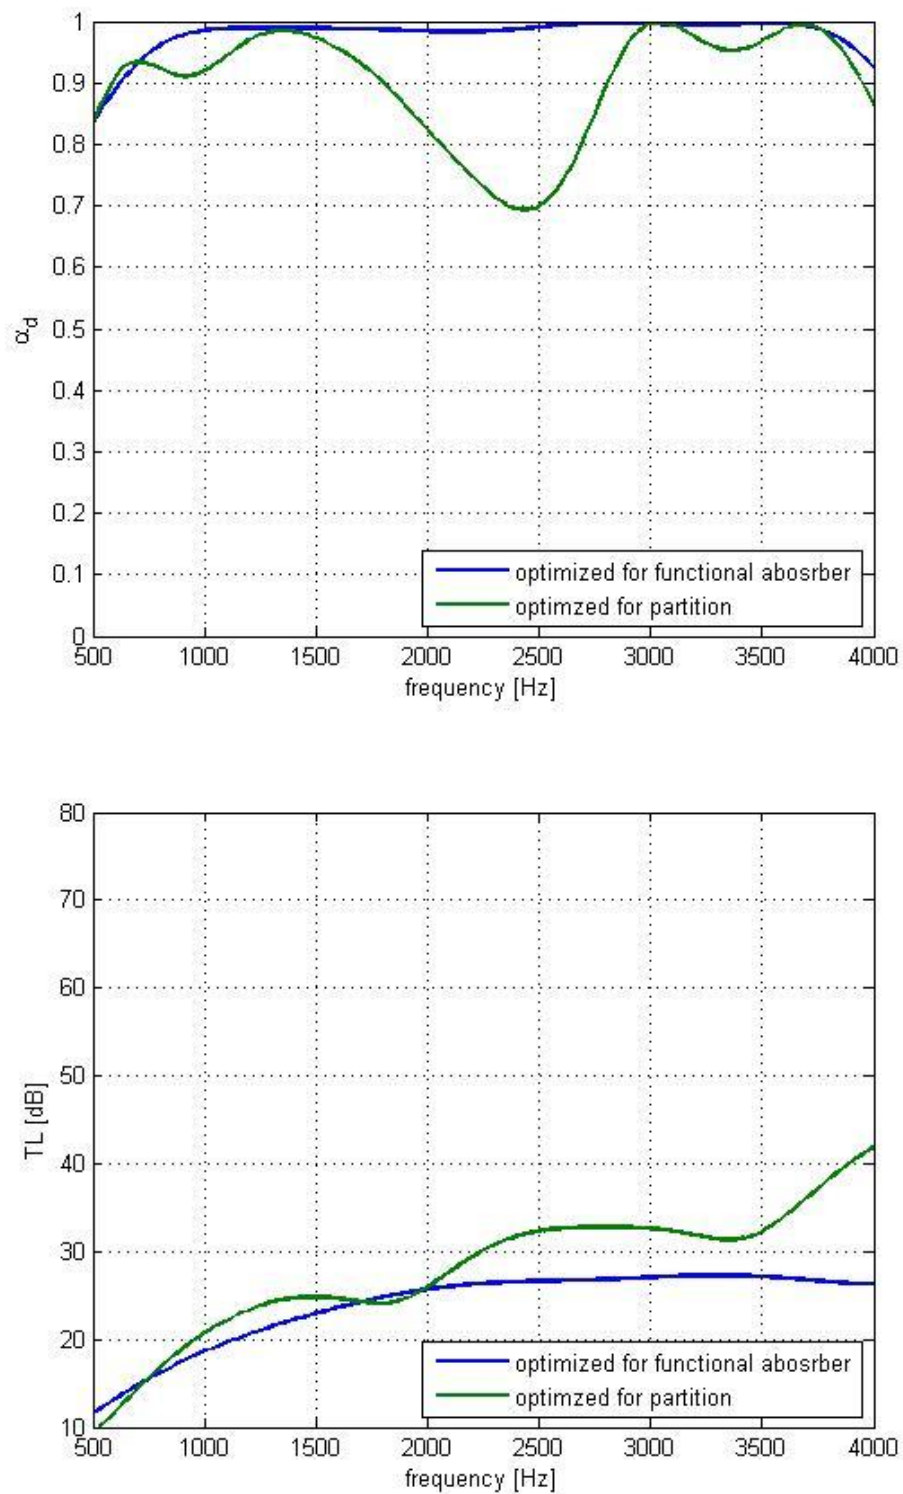 1
0.9
0.8
0.7
0.6
0.5
0.4
0.3
0.2
0.1
0
αd
optimized for functional abosrber
optimzed for partition
500 1000 1500 2000 2500 3000 3500 4000
frequency [Hz]
80
70
60
50
40
30
20
10
TL [dB]
optimized for functional abosrber
optimzed for partition
500 1000 1500 2000 2500 3000 3500 4000
frequency [Hz]